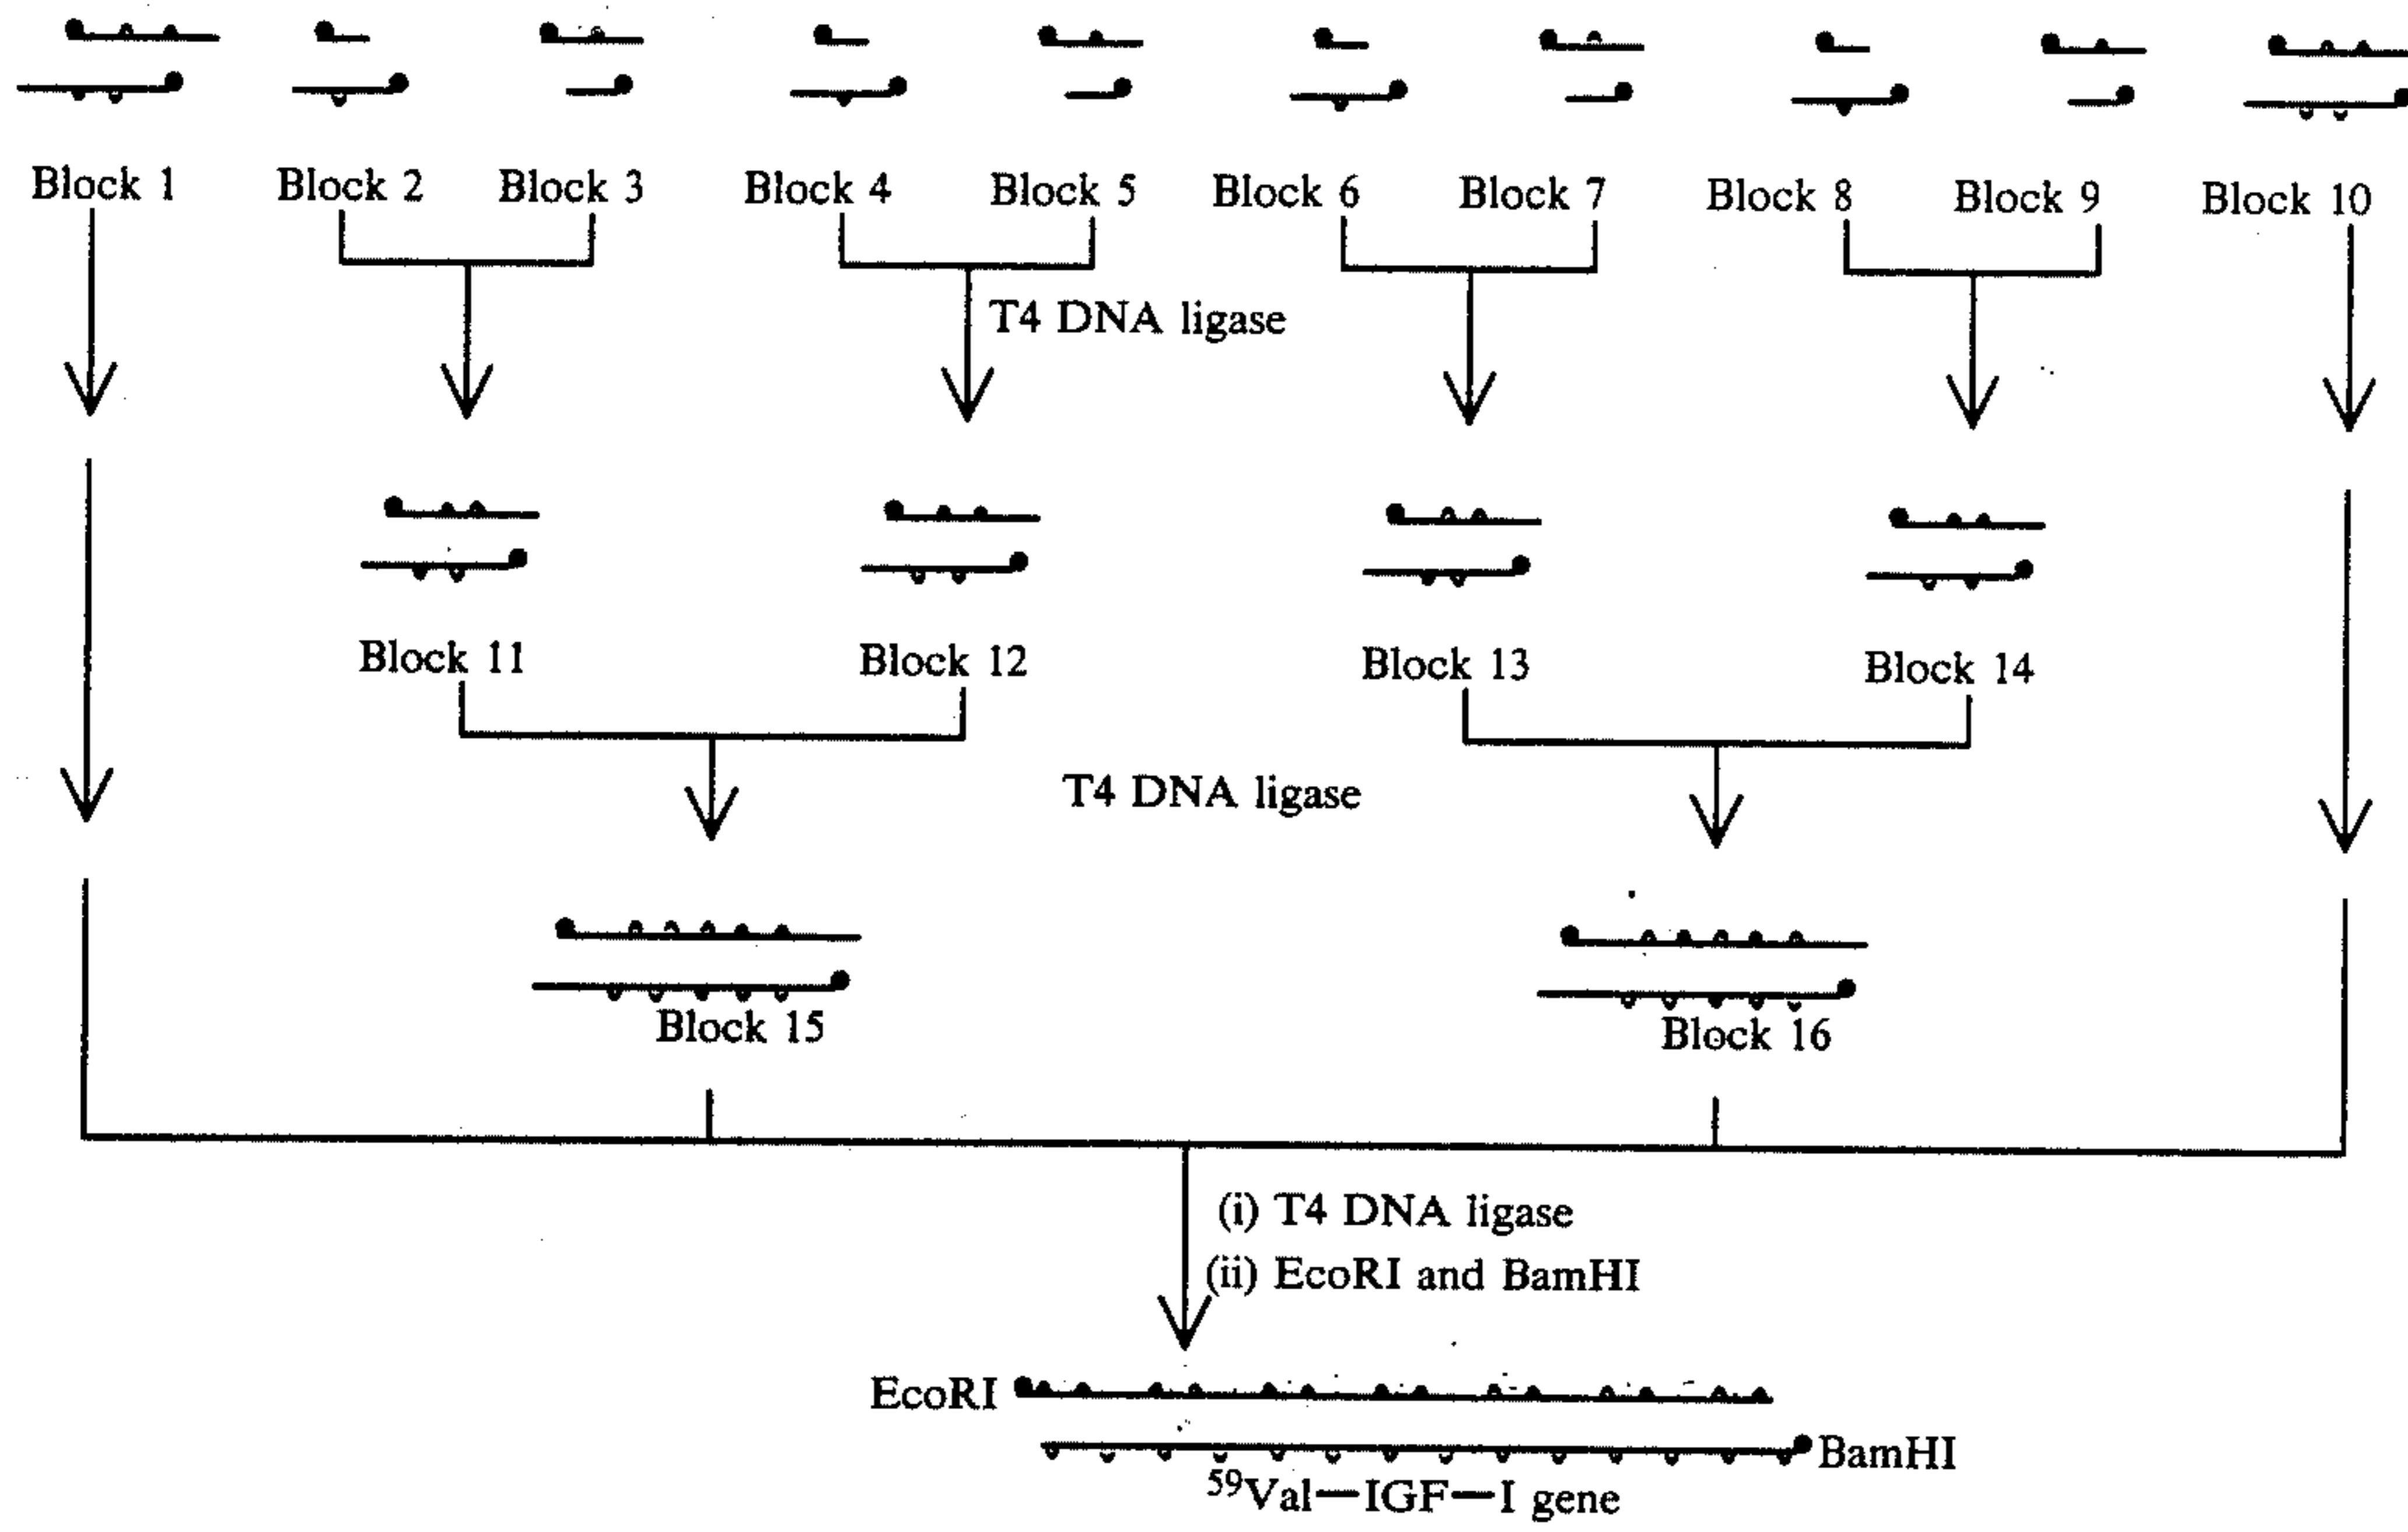 Block 1 Block 2 Block 3 Block 4 Block 5 Block 6 Block 7 Block 8 Block 9 Block 10
T4 DNA ligase
Block 11 Block 12 Block 13 Block 14
T4 DNA ligase
Block 15 Block 16
(i) T4 DNA ligase
(ii) EcoRI and BamHI
EcoRI
BamHI
⁵⁹Val—IGF—I gene